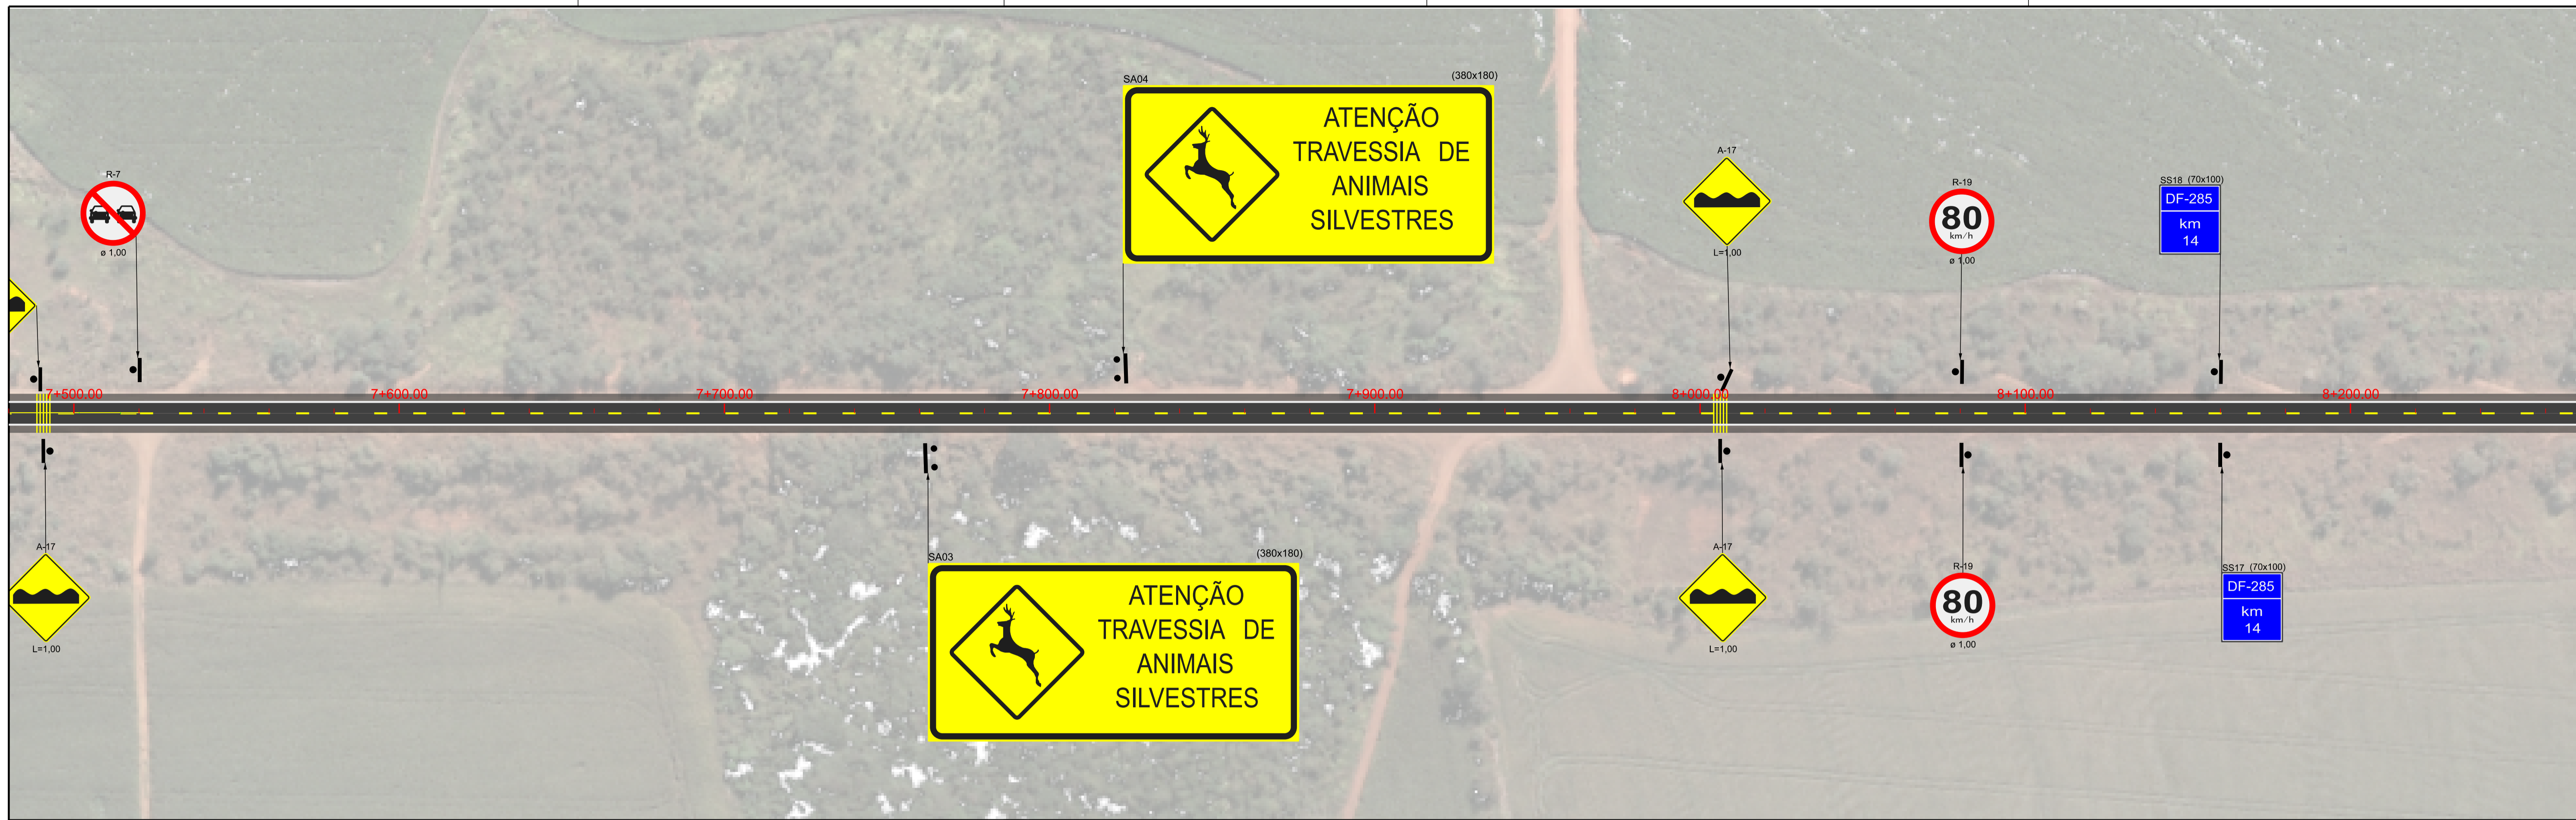 SA04 (380x180)
ATENÇÃO
TRAVESSIA DE
ANIMAIS
SILVESTRES
R-7
ø 1,00
A-17
L=1,00
R-19
80
km/h
ø 1,00
SS18 (70x100)
DF-285
km
14
7+500.00 7+600.00 7+700.00 7+800.00 7+900.00 8+000.00 8+100.00 8+200.00
A-17
L=1,00
SA03 (380x180)
ATENÇÃO
TRAVESSIA DE
ANIMAIS
SILVESTRES
A-17
L=1,00
R-19
80
km/h
ø 1,00
SS17 (70x100)
DF-285
km
14